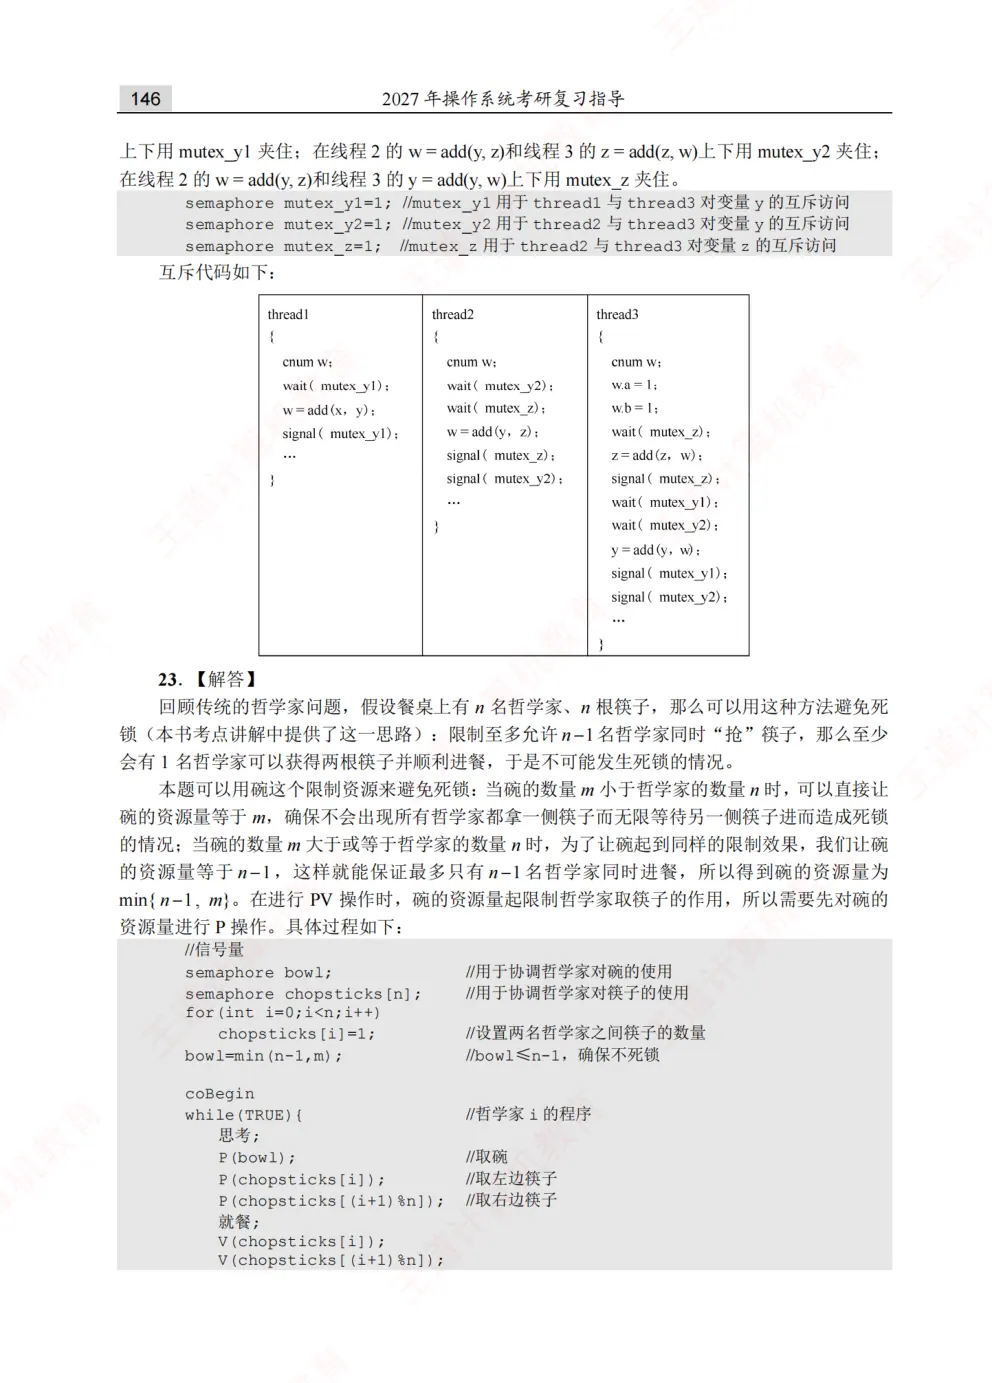 146
2027 年操作系统考研复习指导
上下用 mutex_y1 夹住；在线程 2 的 w = add(y, z)和线程 3 的 z = add(z, w)上下用 mutex_y2 夹住；
在线程 2 的 w = add(y, z)和线程 3 的 y = add(y, w)上下用 mutex_z 夹住。
semaphore mutex_y1=1; //mutex_y1 用于 thread1 与 thread3 对变量 y 的互斥访问
semaphore mutex_y2=1; //mutex_y2 用于 thread2 与 thread3 对变量 y 的互斥访问
semaphore mutex_z=1; //mutex_z 用于 thread2 与 thread3 对变量 z 的互斥访问
互斥代码如下：
thread1
{
cnum w;
wait( mutex_y1);
w = add(x, y);
signal( mutex_y1);
…
}
thread2
{
cnum w;
wait( mutex_y2);
wait( mutex_z);
w = add(y, z);
signal( mutex_z);
signal( mutex_y2);
…
}
thread3
{
cnum w;
w.a = 1;
w.b = 1;
wait( mutex_z);
z = add(z, w);
signal( mutex_z);
wait( mutex_y1);
wait( mutex_y2);
y = add(y, w);
signal( mutex_y1);
signal( mutex_y2);
…
}
23．【解答】
回顾传统的哲学家问题，假设餐桌上有 n 名哲学家、n 根筷子，那么可以用这种方法避免死
锁（本书考点讲解中提供了这一思路）：限制至多允许 n−1 名哲学家同时“抢”筷子，那么至少
会有 1 名哲学家可以获得两根筷子并顺利进餐，于是不可能发生死锁的情况。
本题可以用碗这个限制资源来避免死锁：当碗的数量 m 小于哲学家的数量 n 时，可以直接让
碗的资源量等于 m，确保不会出现所有哲学家都拿一侧筷子而无限等待另一侧筷子进而造成死锁
的情况；当碗的数量 m 大于或等于哲学家的数量 n 时，为了让碗起到同样的限制效果，我们让碗
的资源量等于 n−1，这样就能保证最多只有 n−1 名哲学家同时进餐，所以得到碗的资源量为
min{ n−1, m}。在进行 PV 操作时，碗的资源量起限制哲学家取筷子的作用，所以需要先对碗的
资源量进行 P 操作。具体过程如下：
//信号量
semaphore bowl; //用于协调哲学家对碗的使用
semaphore chopsticks[n]; //用于协调哲学家对筷子的使用
for(int i=0;i<n;i++)
chopsticks[i]=1; //设置两名哲学家之间筷子的数量
bowl=min(n-1,m); //bowl≤n-1，确保不死锁
coBegin
while(TRUE){ //哲学家 i 的程序
思考;
P(bowl); //取碗
P(chopsticks[i]); //取左边筷子
P(chopsticks[(i+1)%n]); //取右边筷子
就餐;
V(chopsticks[i]);
V(chopsticks[(i+1)%n]);
王道计算机教育